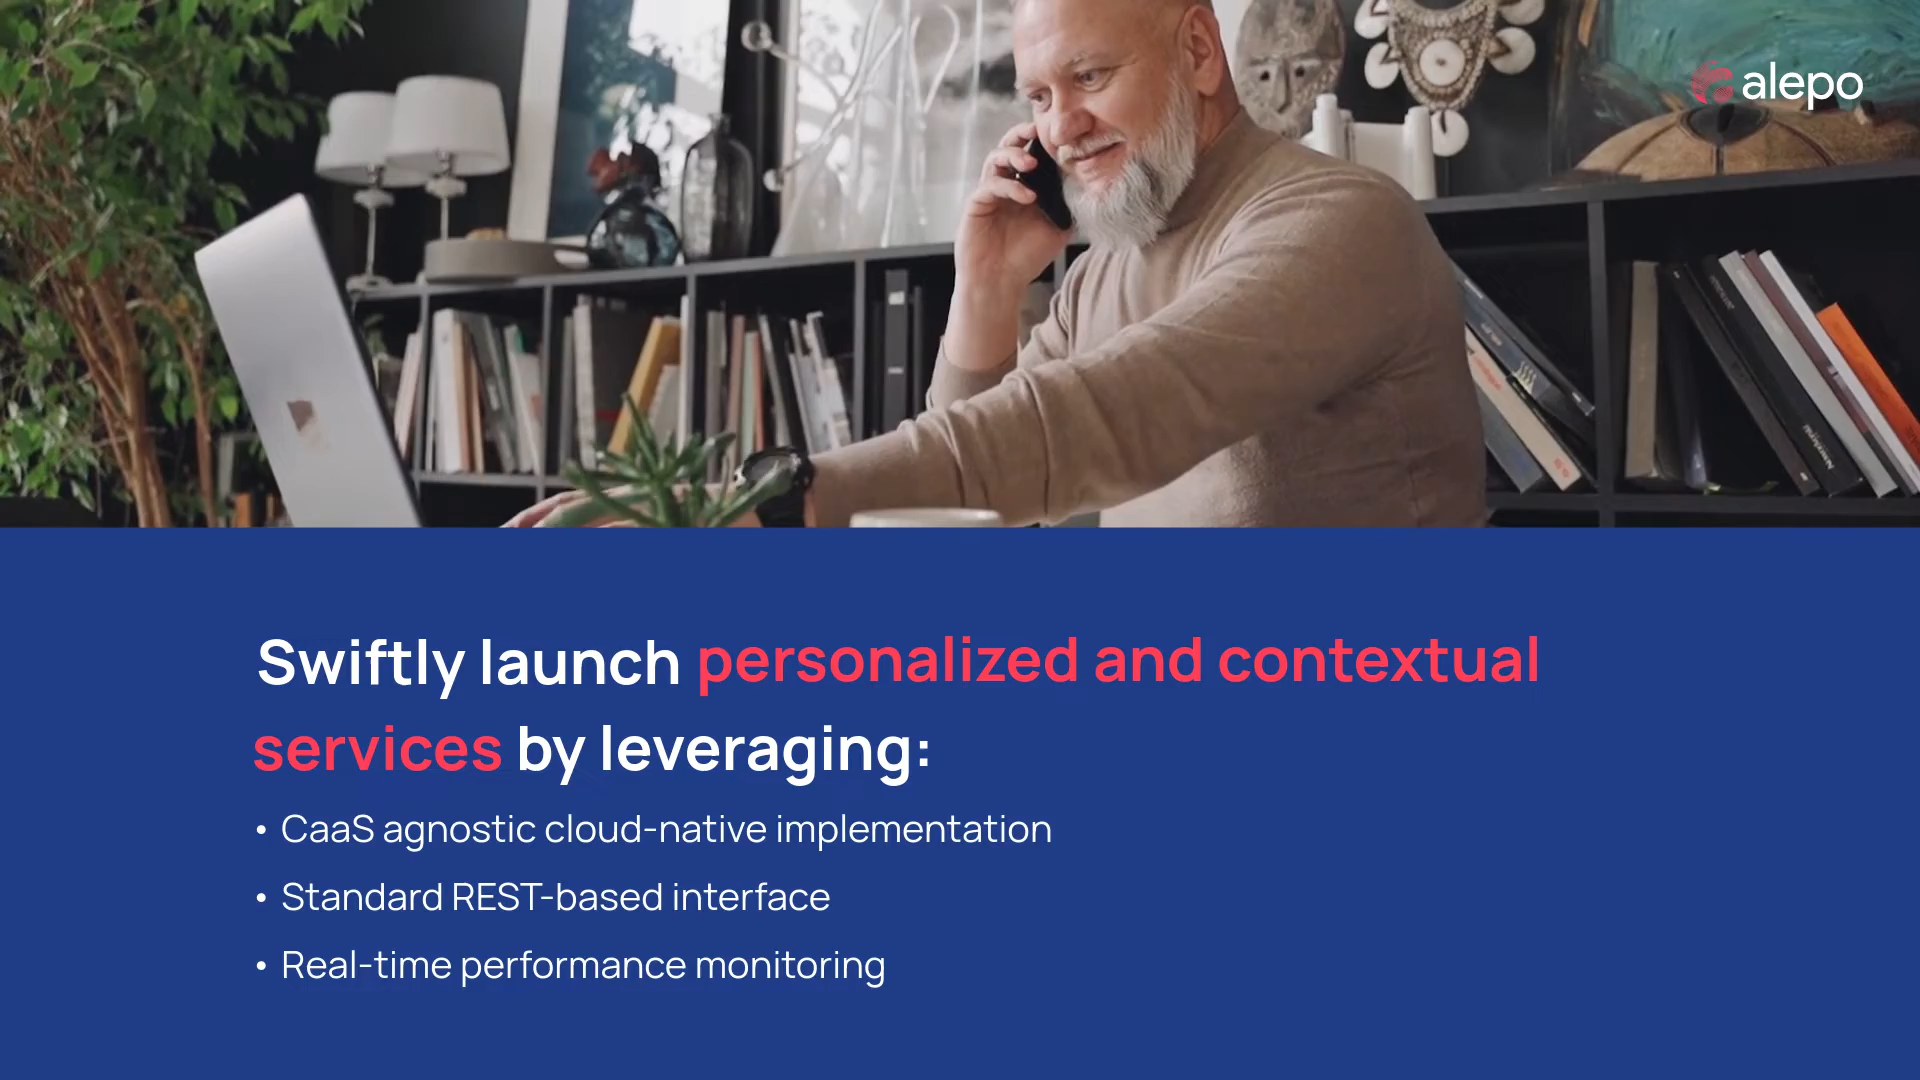 alepo
Swiftly launch personalized and contextual
services by leveraging:
• CaaS agnostic cloud-native implementation
• Standard REST-based interface
• Real-time performance monitoring